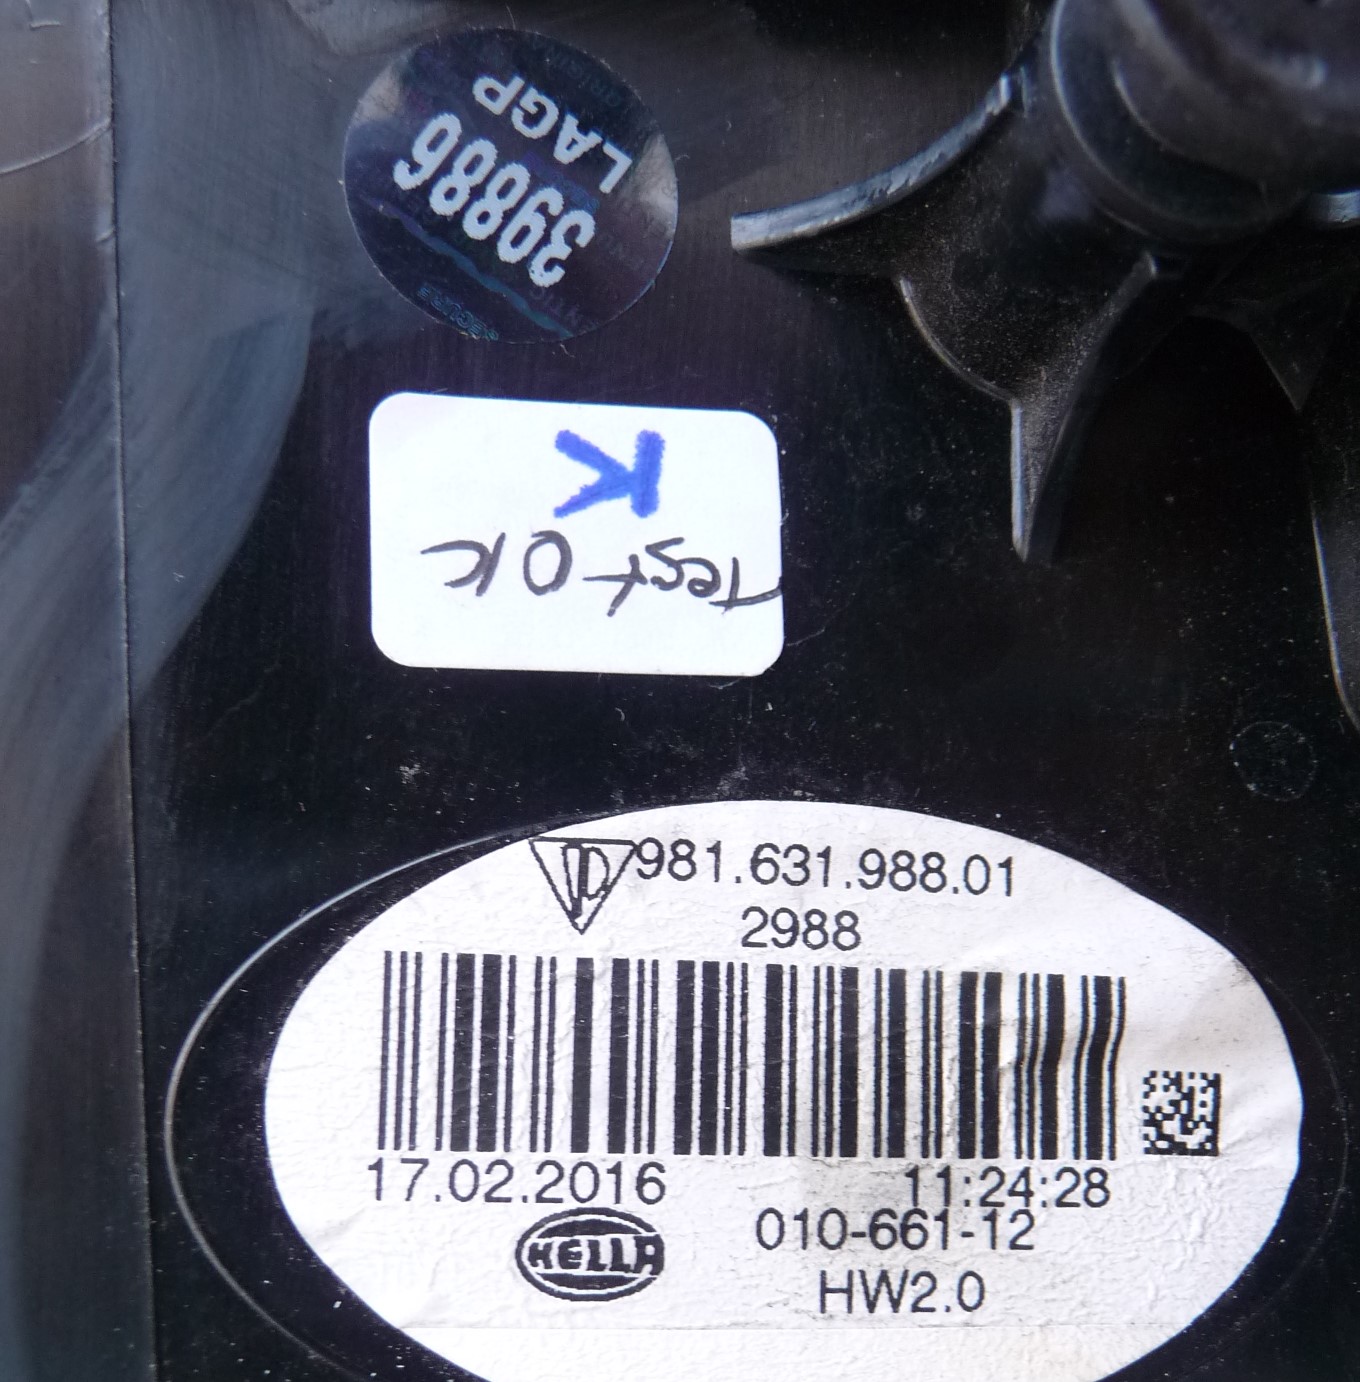 39886
LAGP
K
Test OK
981.631.988.01
2988
17.02.2016 11:24:28
010-661-12
HELLA
HW2.0